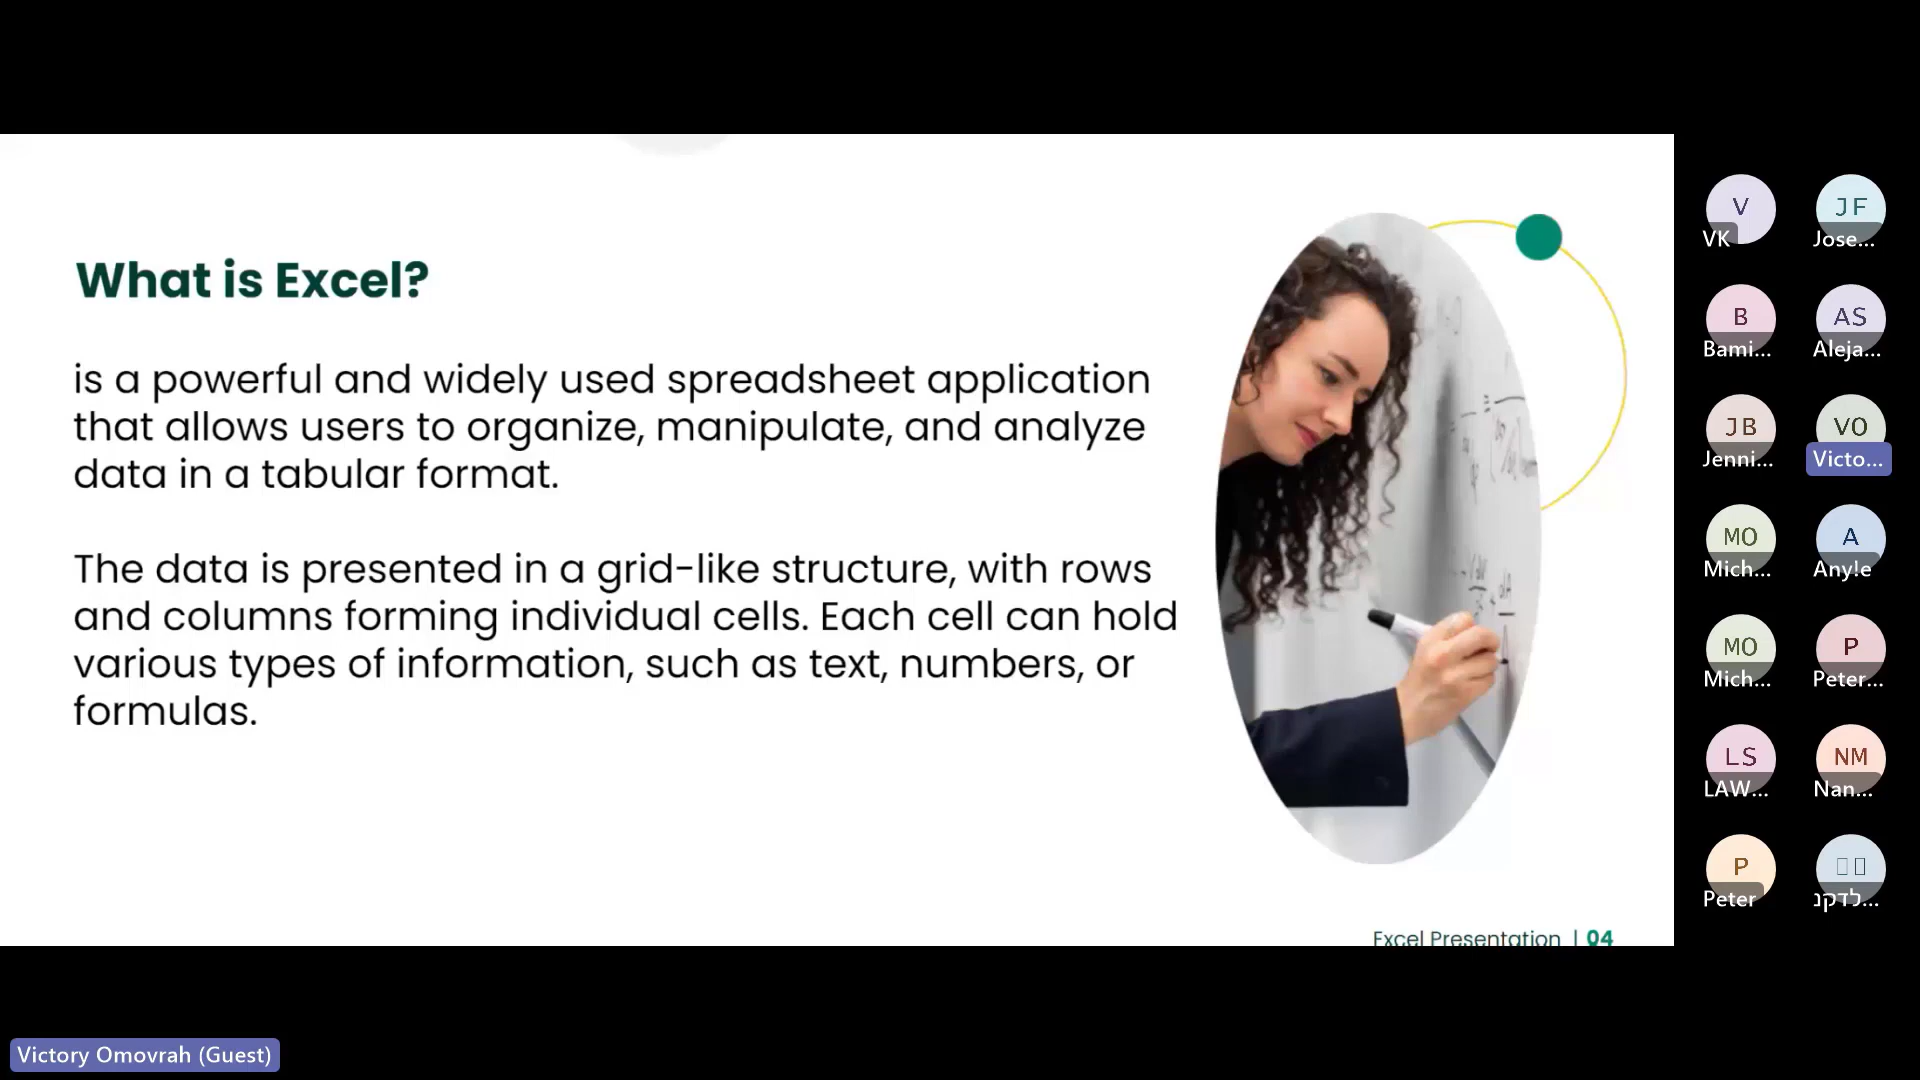 What is Excel?
is a powerful and widely used spreadsheet application
that allows users to organize, manipulate, and analyze
data in a tabular format.
The data is presented in a grid-like structure, with rows
and columns forming individual cells. Each cell can hold
various types of information, such as text, numbers, or
formulas.
Excel Presentation | 04
V
VK
JF
Jose...
B
Bami...
AS
Aleja...
JB
Jenni...
VO
Victo...
MO
Mich...
A
Any!e
MO
Mich...
P
Peter...
LS
LAW...
NM
Nan...
P
Peter
לדקנ...
Victory Omovrah (Guest)